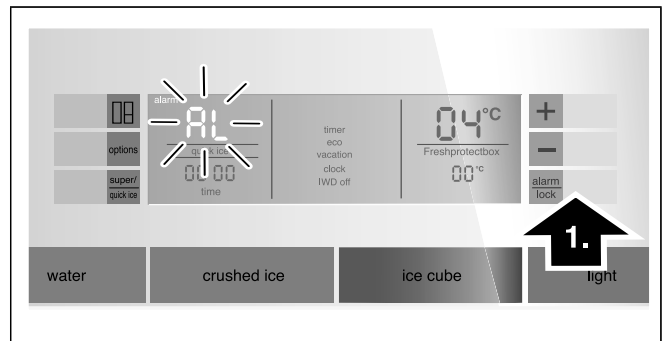 options
super/
quick ice
alarm
AL
quick ice
00 00
time
timer
eco
vacation
clock
IWD off
04°C
Freshprotectbox
00°C
+
−
alarm
lock
1.
water
crushed ice
ice cube
light